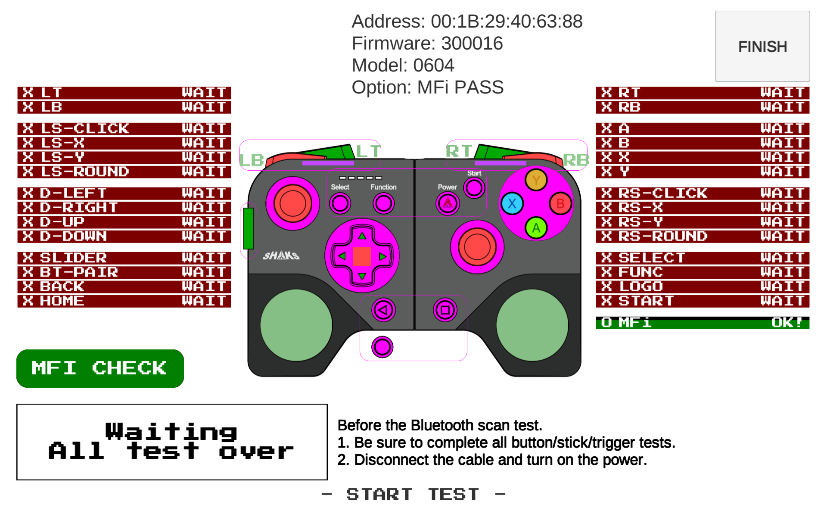 Address: 00:1B:29:40:63:88
Firmware: 300016
Model: 0604
Option: MFi PASS
FINISH
X LT WAIT
X LB WAIT
X LS-CLICK WAIT
X LS-X WAIT
X LS-Y WAIT
X LS-ROUND WAIT
X D-LEFT WAIT
X D-RIGHT WAIT
X D-UP WAIT
X D-DOWN WAIT
X SLIDER WAIT
X BT-PAIR WAIT
X BACK WAIT
X HOME WAIT
LB
LT
RT
RB
Select
Function
Power
Start
Y
X
B
A
SHAKS
X RT WAIT
X RB WAIT
X A WAIT
X B WAIT
X X WAIT
X Y WAIT
X RS-CLICK WAIT
X RS-X WAIT
X RS-Y WAIT
X RS-ROUND WAIT
X SELECT WAIT
X FUNC WAIT
X LOGO WAIT
X START WAIT
O MFi OK!
MFI CHECK
Waiting
All test over
Before the Bluetooth scan test.
1. Be sure to complete all button/stick/trigger tests.
2. Disconnect the cable and turn on the power.
- START TEST -